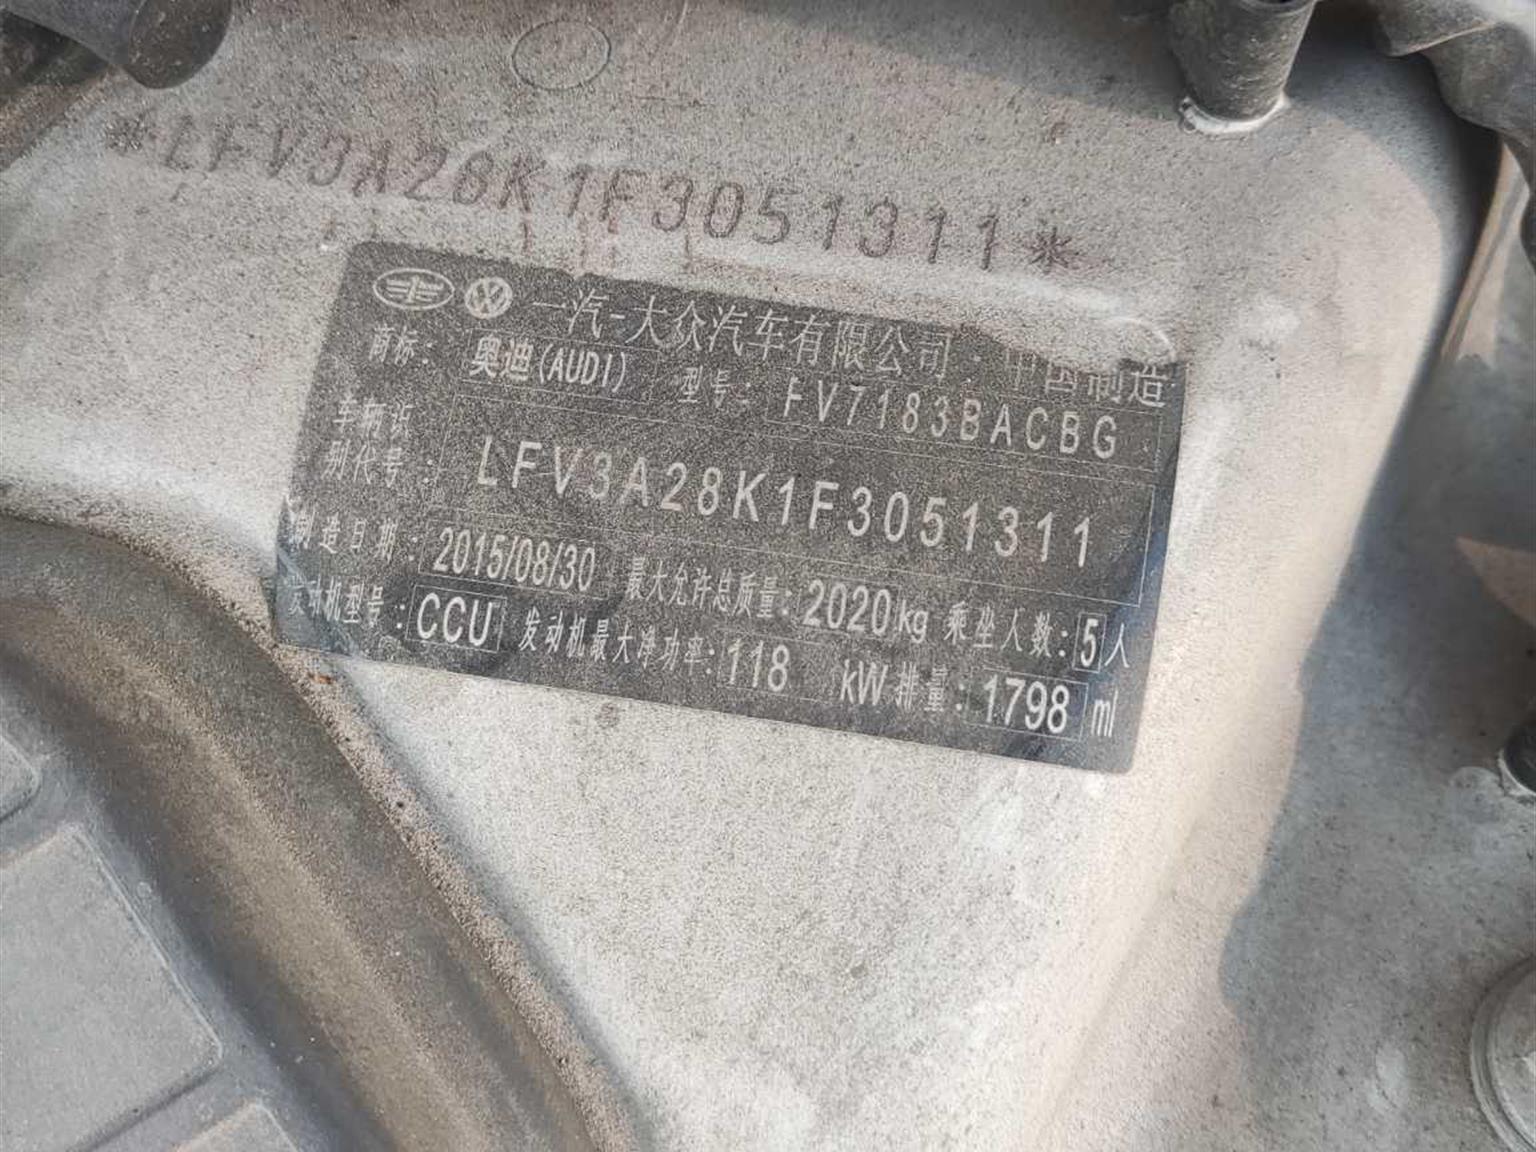 *LFV3A28K1F3051311*
一汽-大众汽车有限公司·中国制造
商标: 奥迪(AUDI) 型号: FV7183BACBG
车辆识
别代号: LFV3A28K1F3051311
制造日期: 2015/08/30 最大允许总质量: 2020kg 乘坐人数: 5人
发动机型号: CCU 发动机最大净功率: 118 kW 排量: 1798 ml